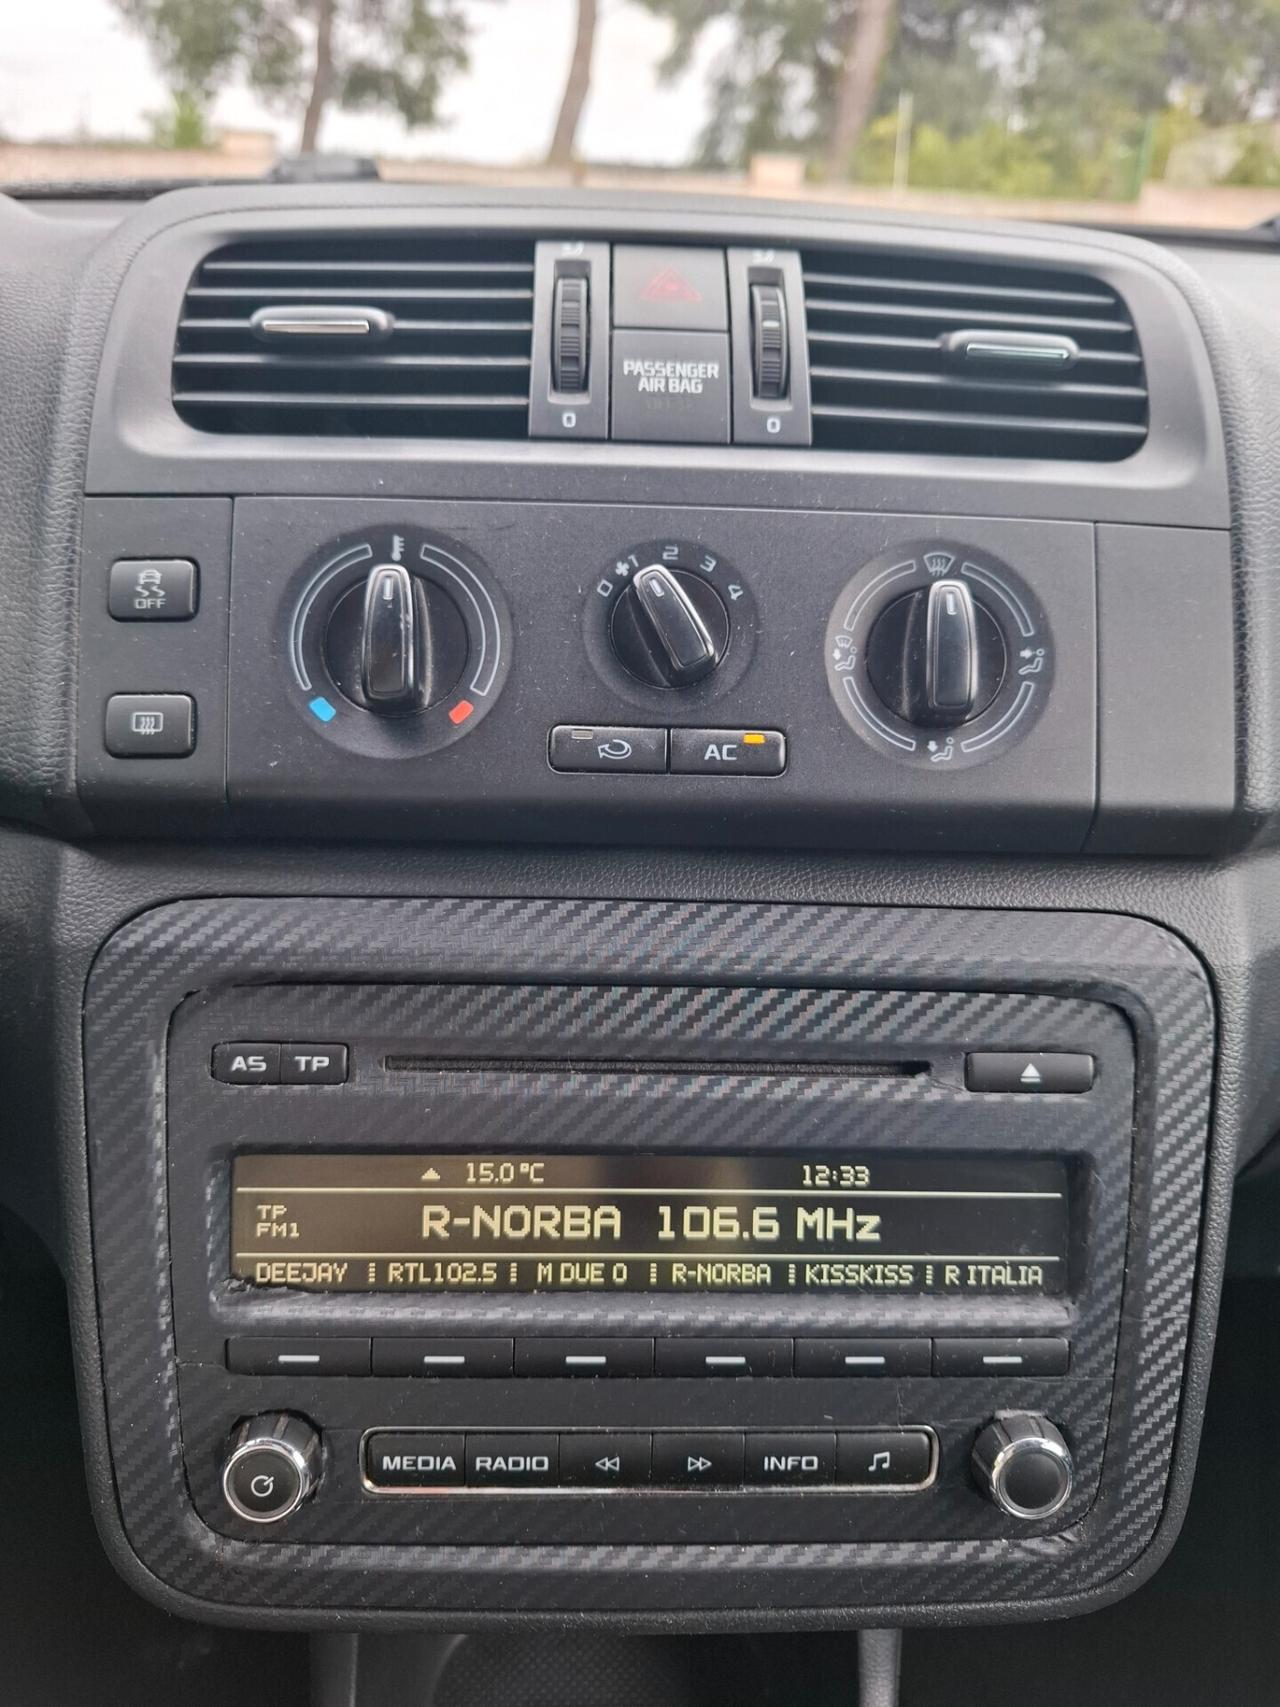 PASSENGER
AIR BAG
0
0
0 1 2 3 4
OFF
AC
AS TP
15.0°C 12:33
TP
FM1
R-NORBA 106.6 MHz
DEEJAY RTL102.5 M DUE O R-NORBA KISSKISS R ITALIA
MEDIA RADIO INFO